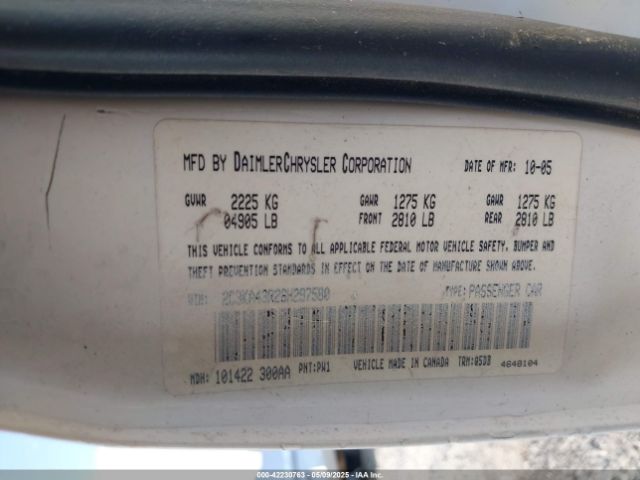 MFD BY DAIMLERCHRYSLER CORPORATION DATE OF MFR: 10-05
GVWR 2225 KG GAWR 1275 KG GAWR 1275 KG
04905 LB FRONT 2810 LB REAR 2810 LB
THIS VEHICLE CONFORMS TO ALL APPLICABLE FEDERAL MOTOR VEHICLE SAFETY, BUMPER AND
THEFT PREVENTION STANDARDS IN EFFECT ON THE DATE OF MANUFACTURE SHOWN ABOVE.
VIN: TYPE: PASSENGER CAR
MDH: 101422 300AA PNT: PW1 VEHICLE MADE IN CANADA TRM: 4648104
000-42230763 - 05/09/2025 - IAAI.com